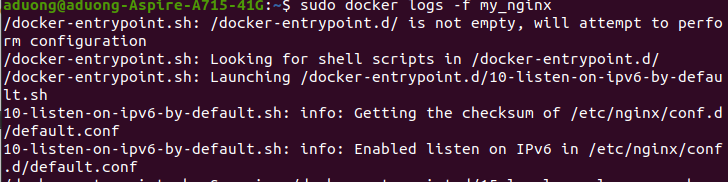 aduong@aduong-Aspire-A715-41G:~$ sudo docker logs -f my_nginx
/docker-entrypoint.sh: /docker-entrypoint.d/ is not empty, will attempt to perfo
rm configuration
/docker-entrypoint.sh: Looking for shell scripts in /docker-entrypoint.d/
/docker-entrypoint.sh: Launching /docker-entrypoint.d/10-listen-on-ipv6-by-defau
lt.sh
10-listen-on-ipv6-by-default.sh: info: Getting the checksum of /etc/nginx/conf.d
/default.conf
10-listen-on-ipv6-by-default.sh: info: Enabled listen on IPv6 in /etc/nginx/conf
.d/default.conf